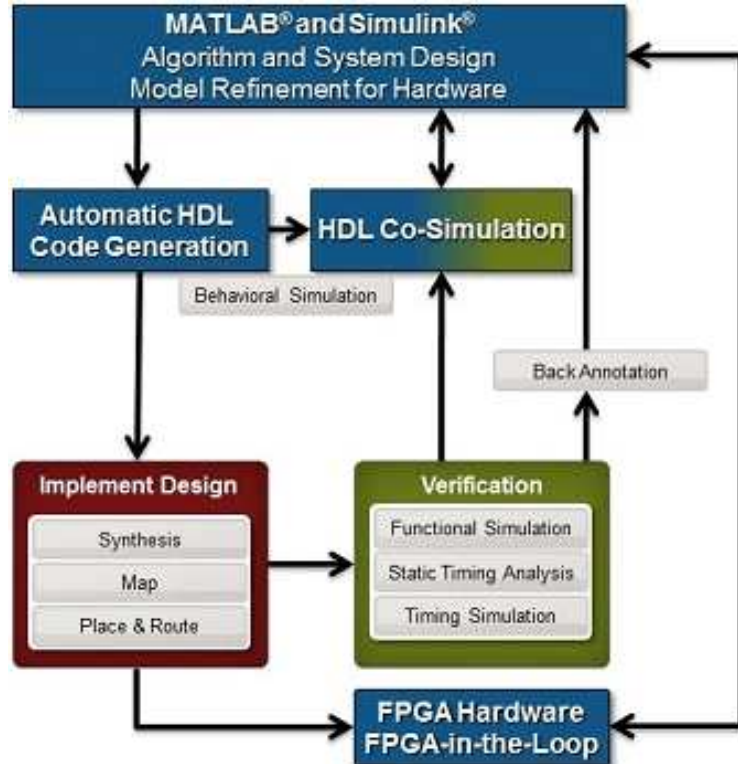 MATLAB® and Simulink®
Algorithm and System Design
Model Refinement for Hardware
Automatic HDL
Code Generation
HDL Co-Simulation
Behavioral Simulation
Back Annotation
Implement Design
Synthesis
Map
Place & Route
Verification
Functional Simulation
Static Timing Analysis
Timing Simulation
FPGA Hardware
FPGA-in-the-Loop